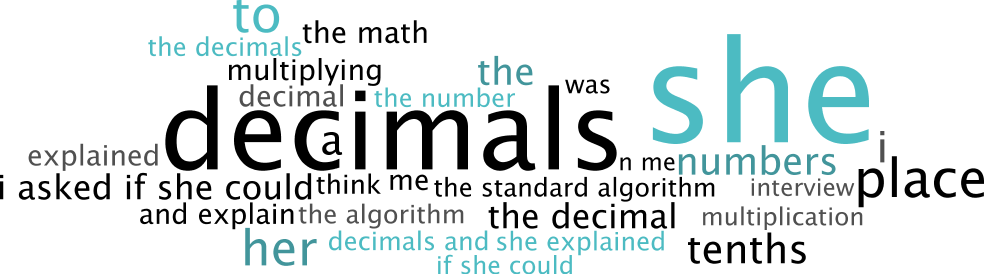 to
the math
the decimals
she
multiplying
the
was
decimal
the number
decimals
a
explained
n me
numbers
i
i asked if she could
think
me
the standard algorithm
interview
place
and explain
the algorithm
the decimal
multiplication
her
decimals and she explained
tenths
if she could